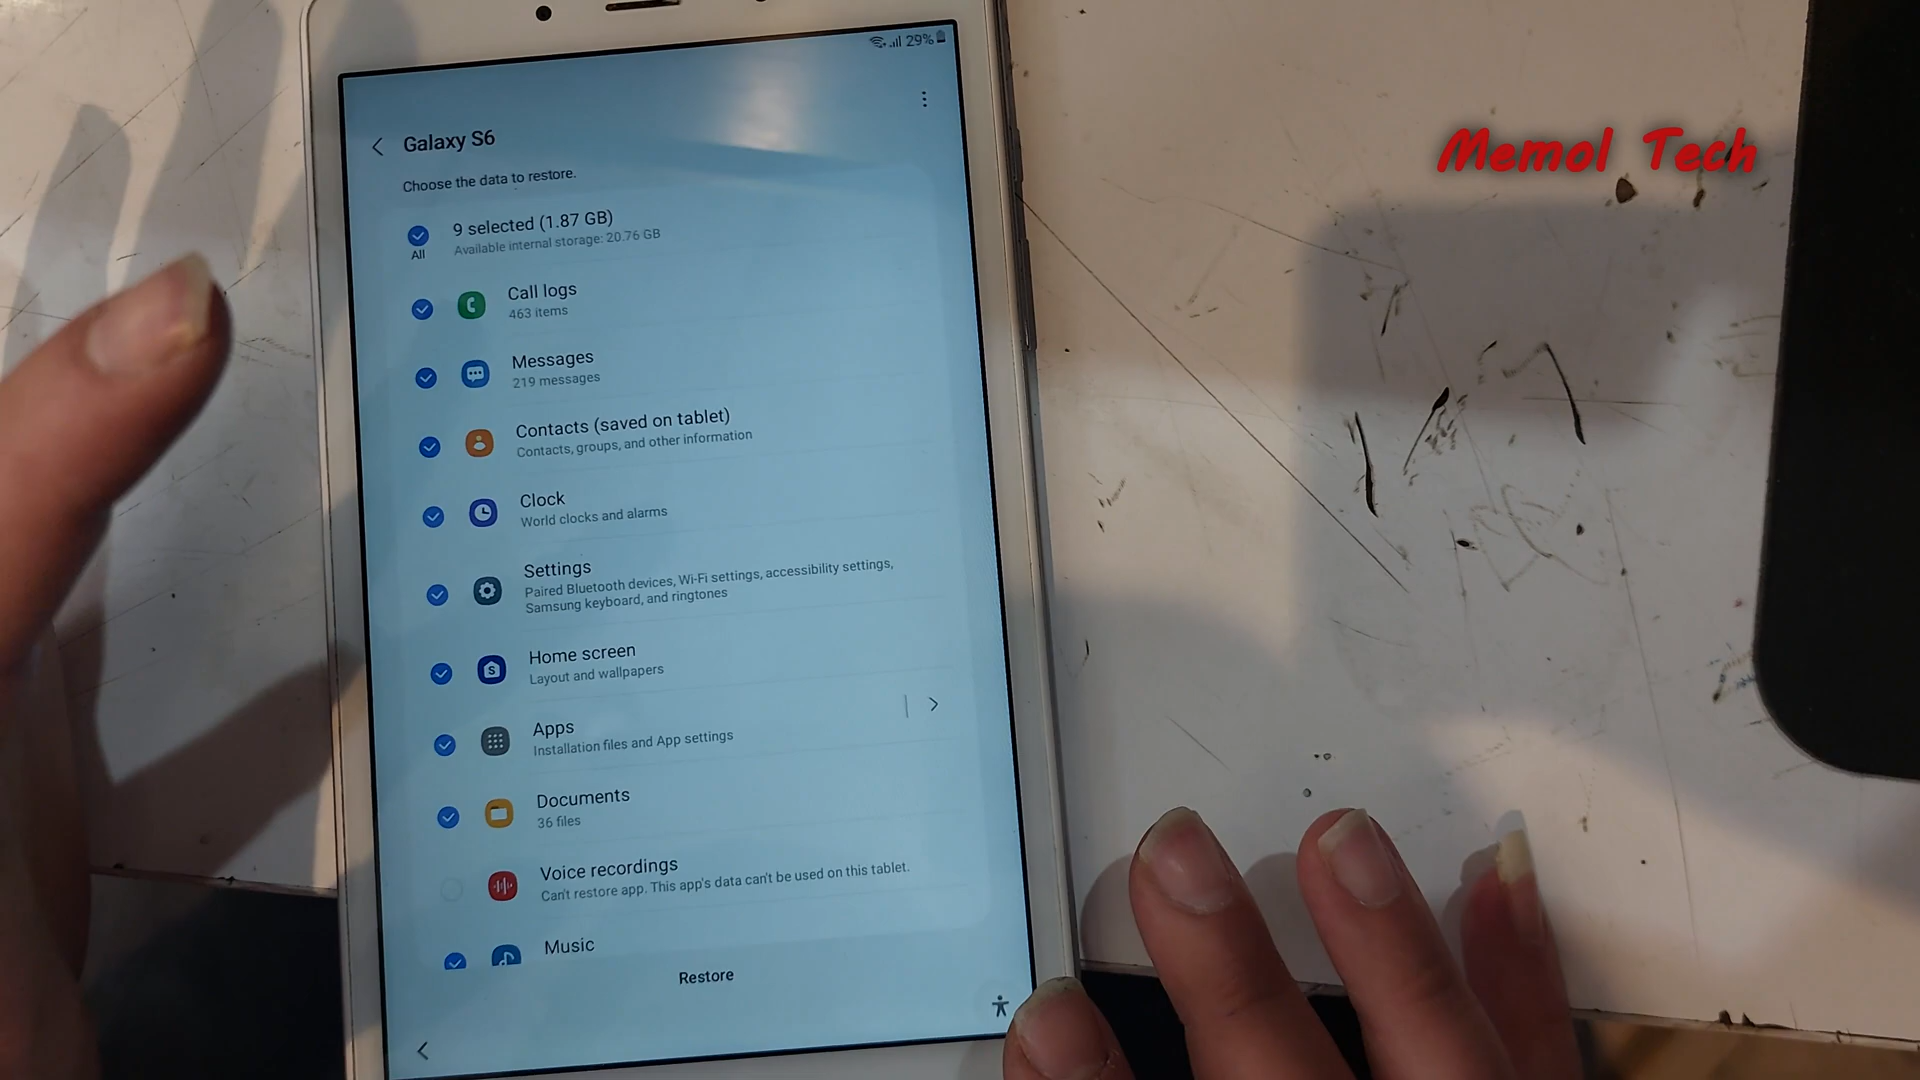 29%
Galaxy S6
Choose the data to restore.
9 selected (1.87 GB)
Available internal storage: 20.76 GB
All
Call logs
463 items
Messages
219 messages
Contacts (saved on tablet)
Contacts, groups, and other information
Clock
World clocks and alarms
Settings
Paired Bluetooth devices, Wi-Fi settings, accessibility settings,
Samsung keyboard, and ringtones
Home screen
Layout and wallpapers
Apps
Installation files and App settings
Documents
36 files
Voice recordings
Can't restore app. This app's data can't be used on this tablet.
Music
Restore
Memol Tech